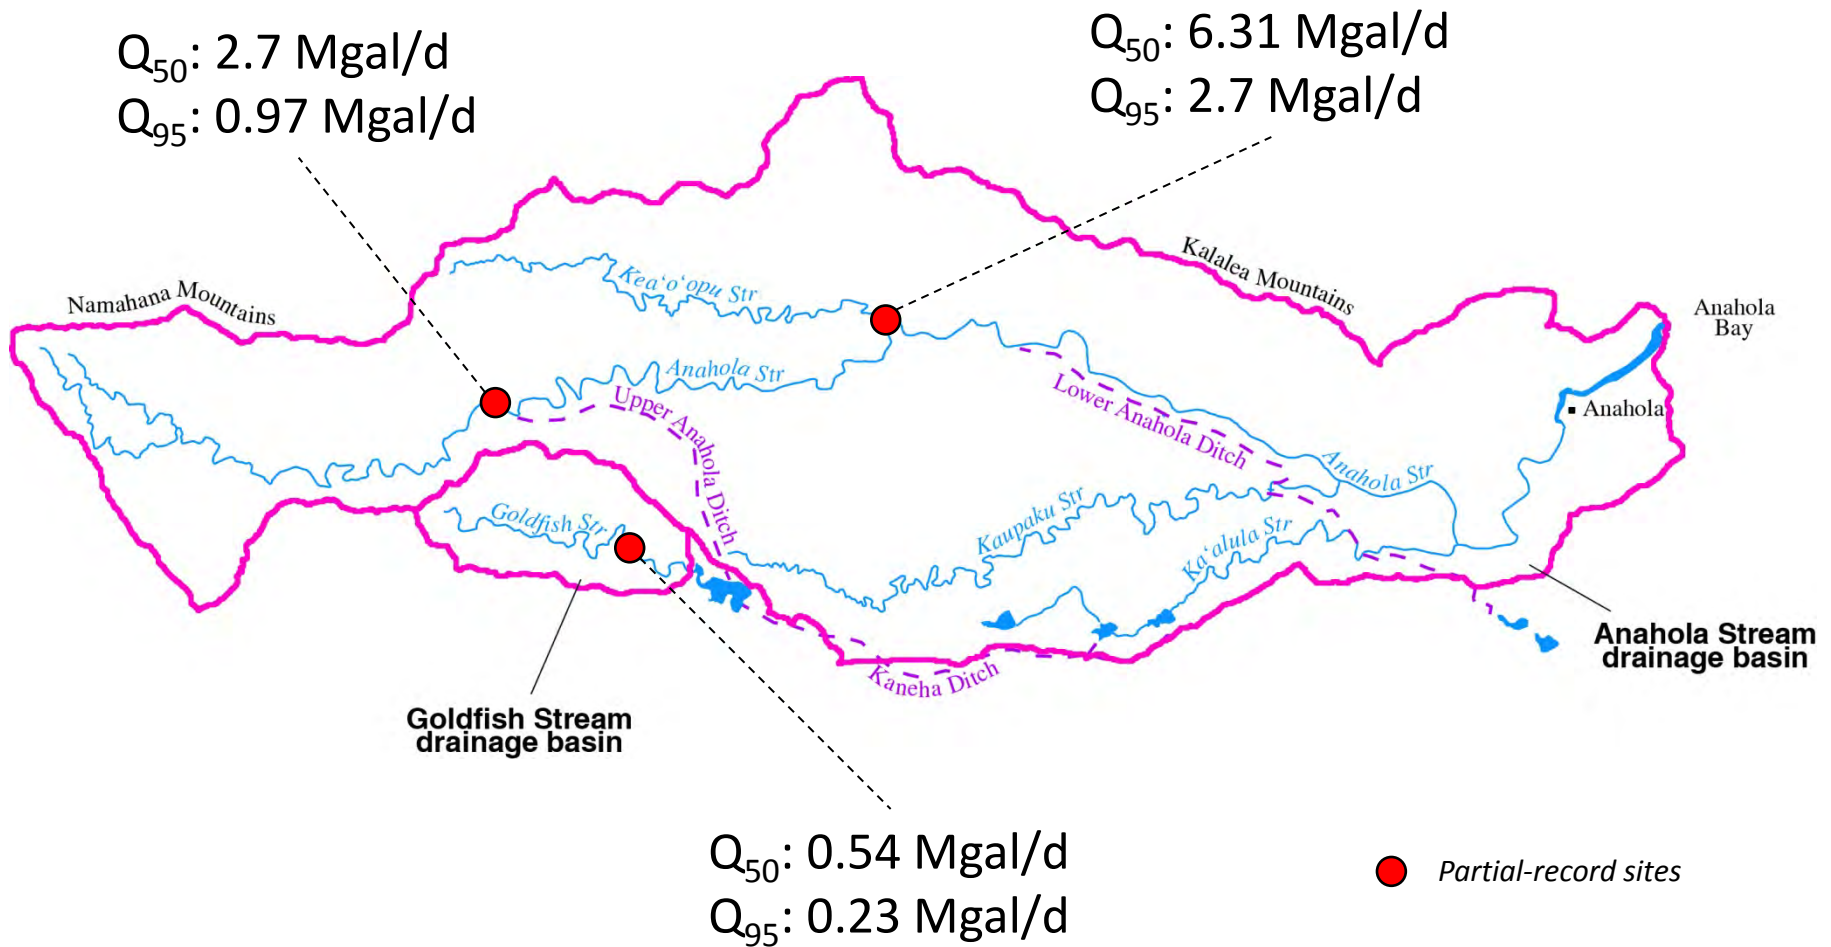 Q50: 2.7 Mgal/d
Q95: 0.97 Mgal/d
Q50: 6.31 Mgal/d
Q95: 2.7 Mgal/d
Namahana Mountains
Kea‘o‘opu Str
Kalalea Mountains
Anahola
Bay
Anahola Str
Upper Anahola Ditch
Lower Anahola Ditch
Anahola
Anahola Str
Goldfish Str
Kaupaku Str
Ka‘alula Str
Kaneha Ditch
Anahola Stream
drainage basin
Goldfish Stream
drainage basin
Q50: 0.54 Mgal/d
Q95: 0.23 Mgal/d
Partial-record sites